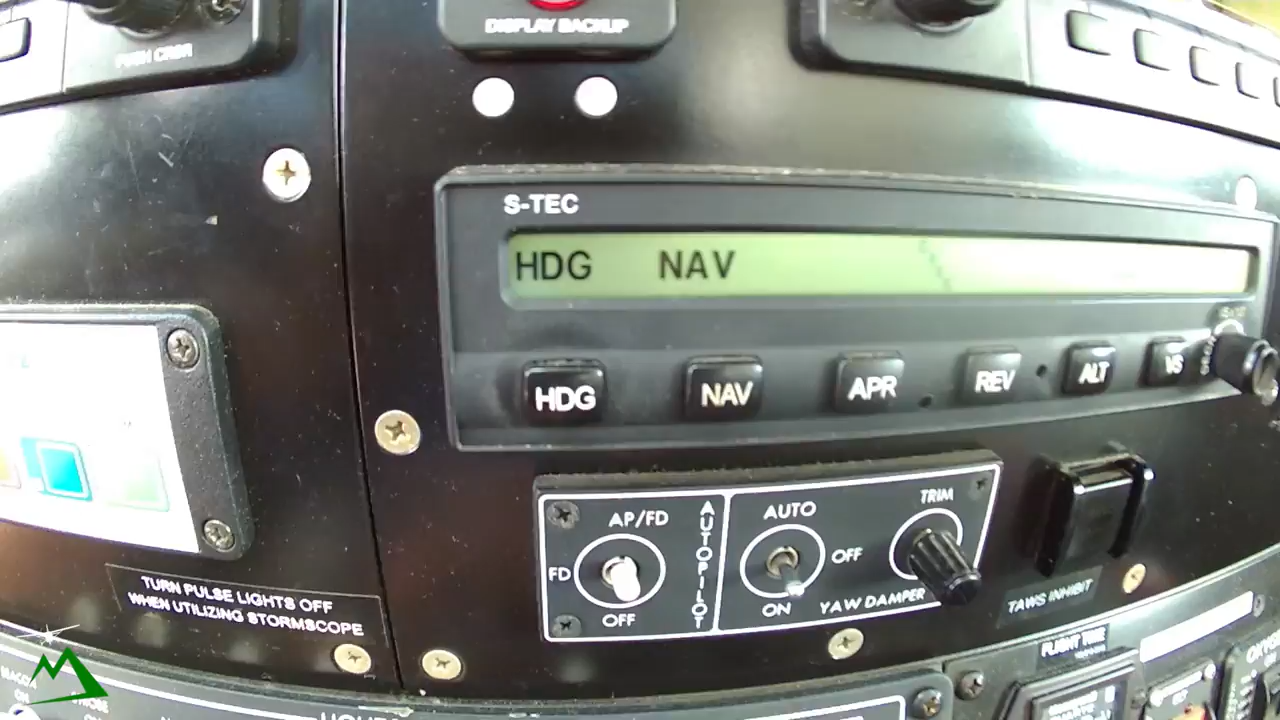 DISPLAY BACKUP
S-TEC
HDG NAV
HDG NAV APR REV ALT VS
AP/FD
FD
OFF
AUTOPILOT
AUTO
OFF
ON
YAW DAMPER
TRIM
TAWS INHIBIT
TURN PULSE LIGHTS OFF
WHEN UTILIZING STORMSCOPE
FLIGHT TIME